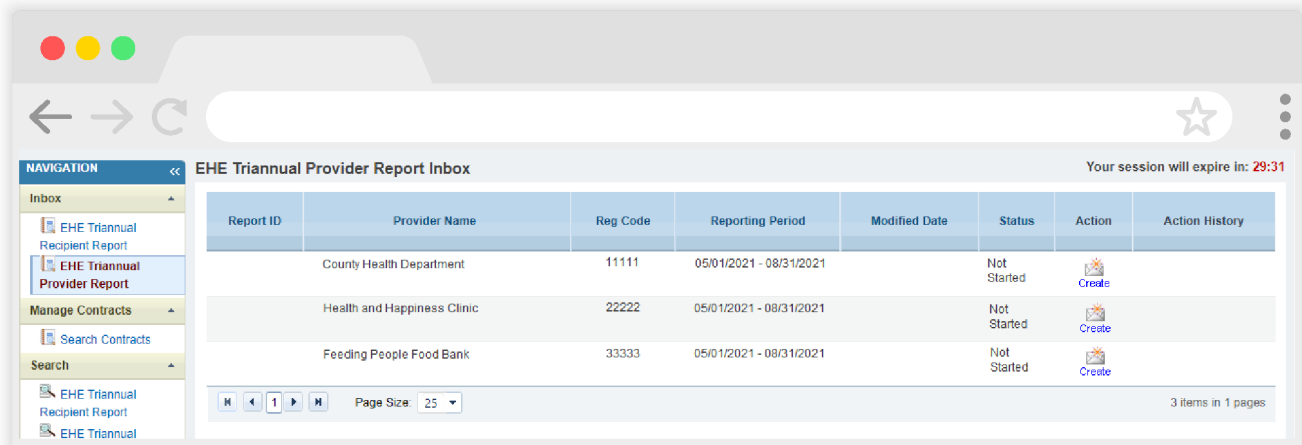 NAVIGATION «
EHE Triannual Provider Report Inbox
Your session will expire in: 29:31
Inbox
EHE Triannual
Recipient Report
EHE Triannual
Provider Report
Manage Contracts
Search Contracts
Search
EHE Triannual
Recipient Report
EHE Triannual
Report ID Provider Name Reg Code Reporting Period Modified Date Status Action Action History
County Health Department 11111 05/01/2021 - 08/31/2021 Not
Started Create
Health and Happiness Clinic 22222 05/01/2021 - 08/31/2021 Not
Started Create
Feeding People Food Bank 33333 05/01/2021 - 08/31/2021 Not
Started Create
1 Page Size: 25 3 items in 1 pages